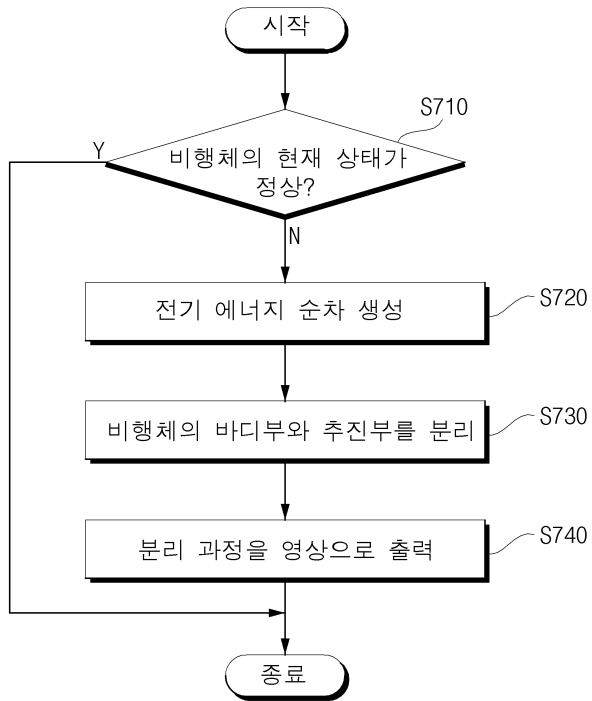 시작
S710
Y
비행체의 현재 상태가
정상?
N
전기 에너지 순차 생성
S720
비행체의 바디부와 추진부를 분리
S730
분리 과정을 영상으로 출력
S740
종료